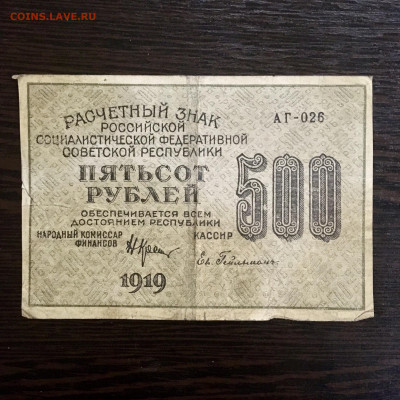 COINS.LAVE.RU
РАСЧЕТНЫЙ ЗНАК
РОССИЙСКОЙ
СОЦИАЛИСТИЧЕСКОЙ ФЕДЕРАТИВНОЙ
СОВЕТСКОЙ РЕСПУБЛИКИ
АГ-026
ПЯТЬСОТ
РУБЛЕЙ
500
ОБЕСПЕЧИВАЕТСЯ ВСЕМ
ДОСТОЯНИЕМ РЕСПУБЛИКИ
НАРОДНЫЙ КОМИССАР
ФИНАНСОВ
КАССИР
1919